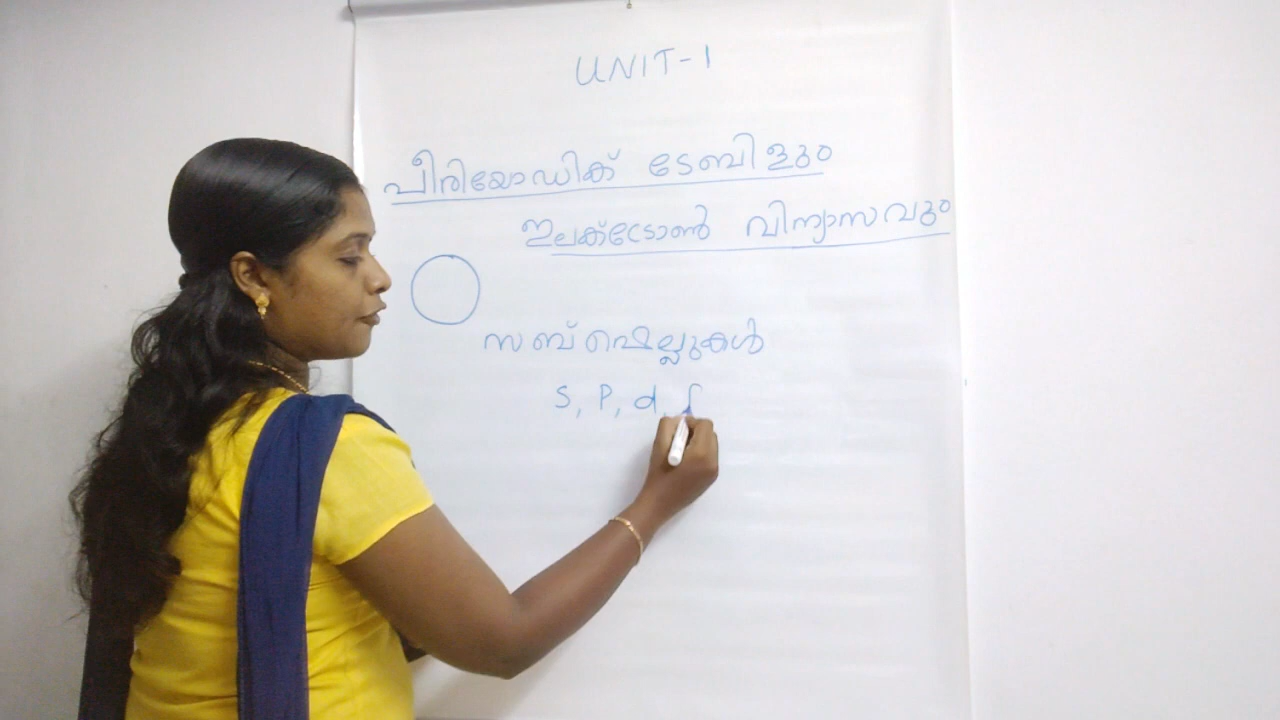 UNIT-1
പീരിയോഡിക് ടേബിളും
ഇലക്ട്രോൺ വിന്യാസവും
സബ്ഷെല്ലുകൾ
s, P, d, f